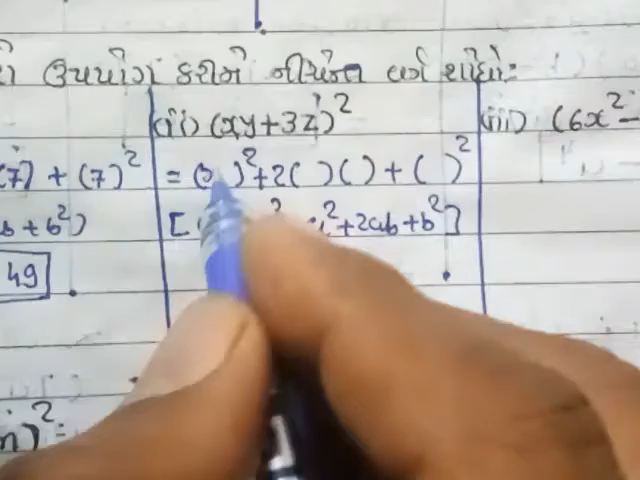 ઉપયોગ કરીને નીચેના વર્ગ શોધો:
(ii) (xy+3z)² (iii) (6x²-
(7) + (7)² = ( )²+2( )( ) + ( )²
b + b²) [ ²+2ab+b²]
49
)²=